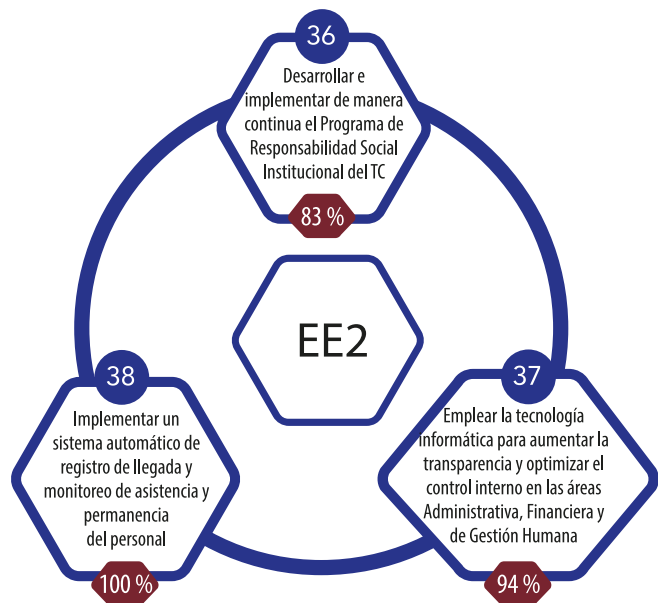 36
Desarrollar e
implementar de manera
continua el Programa de
Responsabilidad Social
Institucional del TC
83 %
EE2
38
Implementar un
sistema automático de
registro de llegada y
monitoreo de asistencia y
permanencia
del personal
100 %
37
Emplear la tecnología
informática para aumentar la
transparencia y optimizar el
control interno en las áreas
Administrativa, Financiera y
de Gestión Humana
94 %